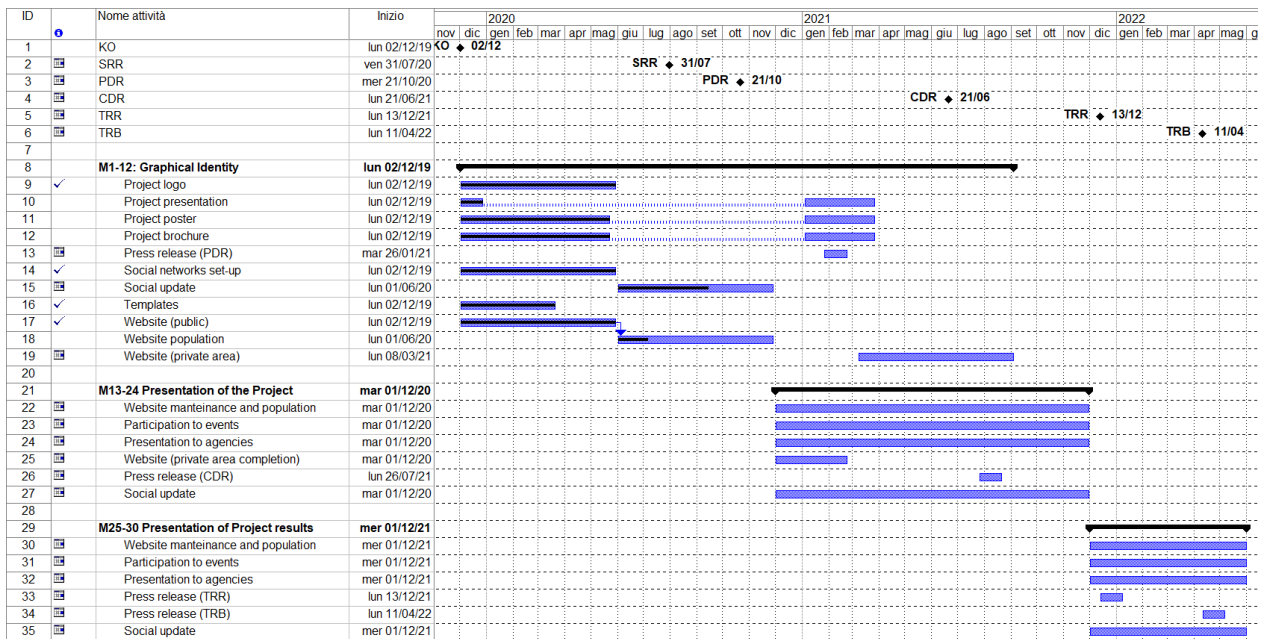 ID Nome attività Inizio 2020 2021 2022
nov dic gen feb mar apr mag giu lug ago set ott nov dic gen feb mar apr mag giu lug ago set ott nov dic gen feb mar apr mag g
1 KO lun 02/12/19 KO 02/12
2 SRR ven 31/07/20 SRR 31/07
3 PDR mer 21/10/20 PDR 21/10
4 CDR lun 21/06/21 CDR 21/06
5 TRR lun 13/12/21 TRR 13/12
6 TRB lun 11/04/22 TRB 11/04
7
8 M1-12: Graphical Identity lun 02/12/19
9 Project logo lun 02/12/19
10 Project presentation lun 02/12/19
11 Project poster lun 02/12/19
12 Project brochure lun 02/12/19
13 Press release (PDR) mar 26/01/21
14 Social networks set-up lun 02/12/19
15 Social update lun 01/06/20
16 Templates lun 02/12/19
17 Website (public) lun 02/12/19
18 Website population lun 01/06/20
19 Website (private area) lun 08/03/21
20
21 M13-24 Presentation of the Project mar 01/12/20
22 Website manteinance and population mar 01/12/20
23 Participation to events mar 01/12/20
24 Presentation to agencies mar 01/12/20
25 Website (private area completion) mar 01/12/20
26 Press release (CDR) lun 26/07/21
27 Social update mar 01/12/20
28
29 M25-30 Presentation of Project results mer 01/12/21
30 Website manteinance and population mer 01/12/21
31 Participation to events mer 01/12/21
32 Presentation to agencies mer 01/12/21
33 Press release (TRR) lun 13/12/21
34 Press release (TRB) lun 11/04/22
35 Social update mer 01/12/21